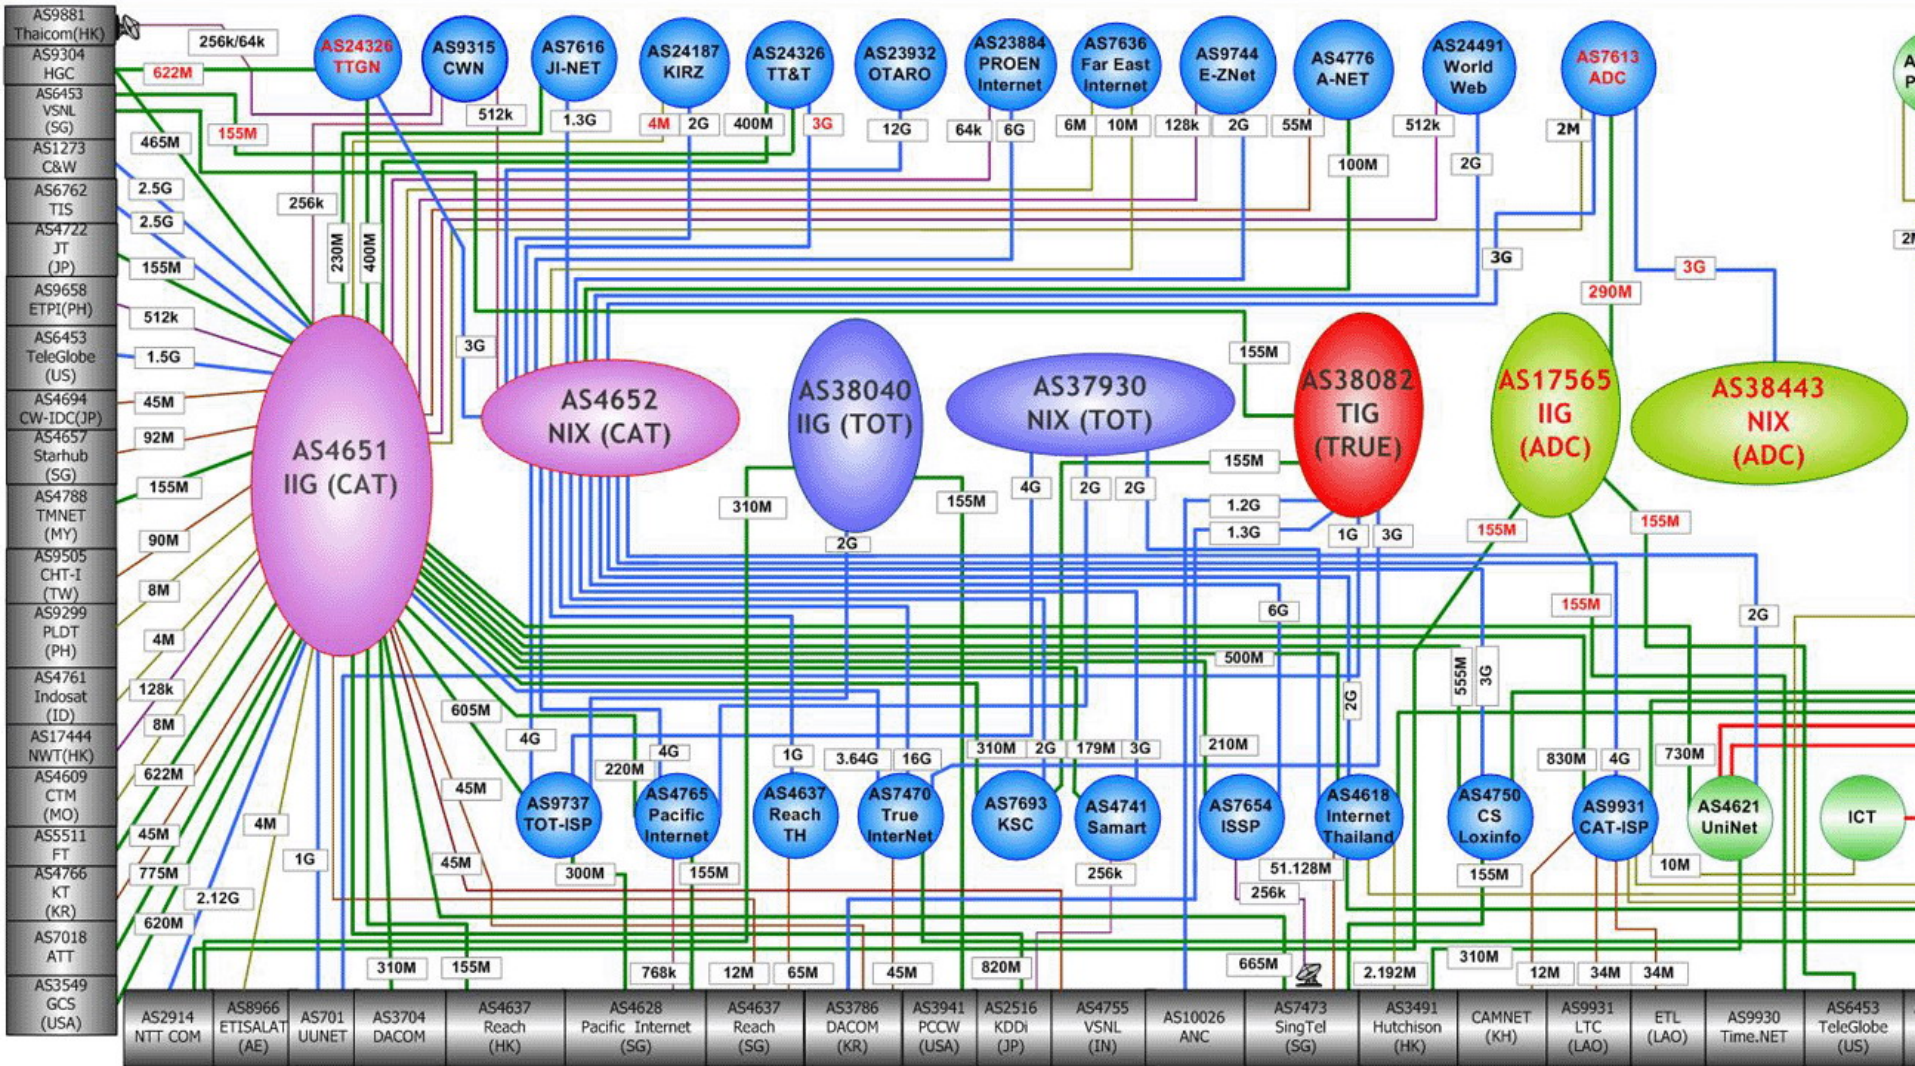 AS9881
Thaicom(HK)
AS9304
HGC
AS6453
VSNL
(SG)
AS1273
C&W
AS6762
TIS
AS4722
JT
(JP)
AS9658
ETPI(PH)
AS6453
TeleGlobe
(US)
AS4694
CW-IDC(JP)
AS4657
Starhub
(SG)
AS4788
TMNET
(MY)
AS9505
CHT-I
(TW)
AS9299
PLDT
(PH)
AS4761
Indosat
(ID)
AS17444
NWT(HK)
AS4609
CTM
(MO)
AS5511
FT
AS4766
KT
(KR)
AS7018
ATT
AS3549
GCS
(USA)
AS24326
TTGN
AS9315
CWN
AS7616
JI-NET
AS24187
KIRZ
AS24326
TT&T
AS23932
OTARO
AS23884
PROEN
Internet
AS7636
Far East
Internet
AS9744
E-ZNet
AS4776
A-NET
AS24491
World
Web
AS7613
ADC
256k/64k
622M
465M
155M
512k
1.3G
4M
2G
400M
3G
12G
64k
6G
6M
10M
128k
2G
55M
100M
512k
2G
2M
2.5G
2.5G
256k
230M
400M
155M
512k
1.5G
45M
92M
155M
90M
8M
4M
128k
8M
622M
45M
775M
620M
2.12G
4M
1G
3G
155M
3G
290M
3G
AS4651
IIG (CAT)
AS4652
NIX (CAT)
AS38040
IIG (TOT)
AS37930
NIX (TOT)
AS38082
TIG
(TRUE)
AS17565
IIG
(ADC)
AS38443
NIX
(ADC)
310M
2G
155M
4G
2G
2G
155M
1.2G
1.3G
1G
3G
155M
155M
155M
6G
500M
2G
555M
3G
2G
605M
4G
220M
4G
1G
3.64G
16G
310M
2G
179M
3G
210M
830M
4G
730M
45M
45M
AS9737
TOT-ISP
AS4765
Pacific
Internet
AS4637
Reach
TH
AS7470
True
InterNet
AS7693
KSC
AS4741
Samart
AS7654
ISSP
AS4618
Internet
Thailand
AS4750
CS
Loxinfo
AS9931
CAT-ISP
AS4621
UniNet
ICT
300M
155M
256k
51.128M
256k
155M
10M
310M
155M
768k
12M
65M
45M
820M
665M
2.192M
310M
12M
34M
34M
AS2914
NTT COM
AS8966
ETISALAT
(AE)
AS701
UUNET
AS3704
DACOM
AS4637
Reach
(HK)
AS4628
Pacific Internet
(SG)
AS4637
Reach
(SG)
AS3786
DACOM
(KR)
AS3941
PCCW
(USA)
AS2516
KDDi
(JP)
AS4755
VSNL
(IN)
AS10026
ANC
AS7473
SingTel
(SG)
AS3491
Hutchison
(HK)
CAMNET
(KH)
AS9931
LTC
(LAO)
ETL
(LAO)
AS9930
Time.NET
AS6453
TeleGlobe
(US)